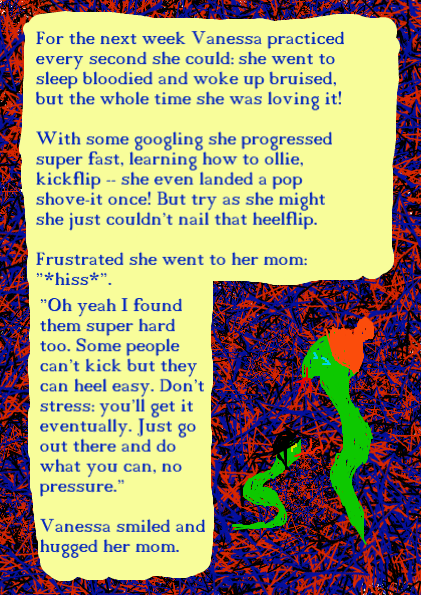 For the next week Vanessa practiced
every second she could: she went to
sleep bloodied and woke up bruised,
but the whole time she was loving it!
With some googling she progressed
super fast, learning how to ollie,
kickflip -- she even landed a pop
shove-it once! But try as she might
she just couldn't nail that heelflip.
Frustrated she went to her mom:
"*hiss*".
"Oh yeah I found
them super hard
too. Some people
can't kick but they
can heel easy. Don't
stress: you'll get it
eventually. Just go
out there and do
what you can, no
pressure."
Vanessa smiled and
hugged her mom.